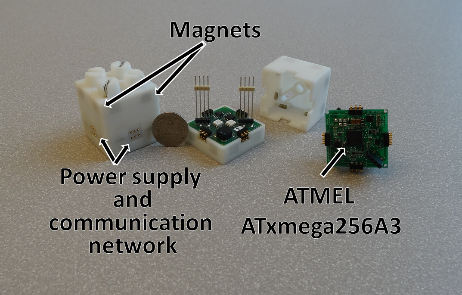 Magnets
Power supply
and
communication
network
ATMEL
ATxmega256A3